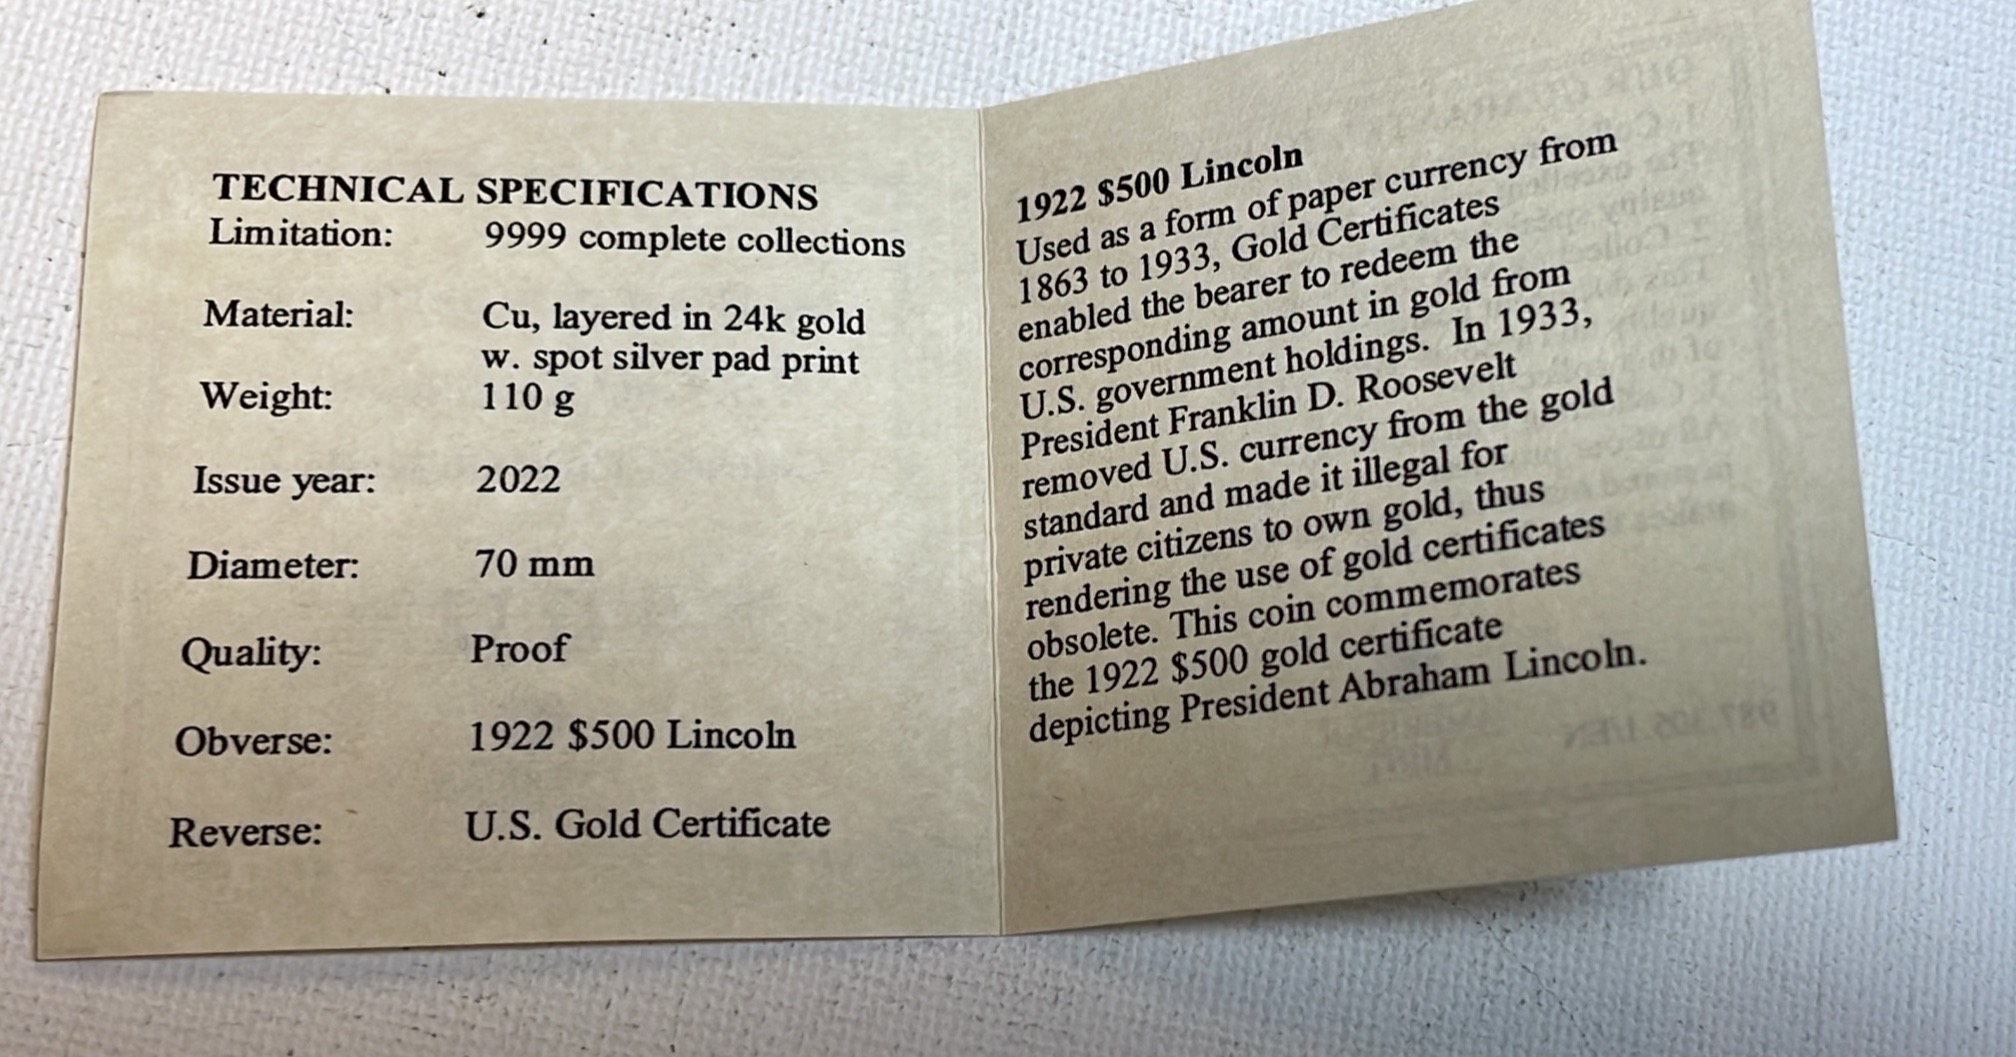 TECHNICAL SPECIFICATIONS
Limitation: 9999 complete collections
Material: Cu, layered in 24k gold
w. spot silver pad print
Weight: 110 g
Issue year: 2022
Diameter: 70 mm
Quality: Proof
Obverse: 1922 $500 Lincoln
Reverse: U.S. Gold Certificate
1922 $500 Lincoln
Used as a form of paper currency from
1863 to 1933, Gold Certificates
enabled the bearer to redeem the
corresponding amount in gold from
U.S. government holdings. In 1933,
President Franklin D. Roosevelt
removed U.S. currency from the gold
standard and made it illegal for
private citizens to own gold, thus
rendering the use of gold certificates
obsolete. This coin commemorates
the 1922 $500 gold certificate
depicting President Abraham Lincoln.